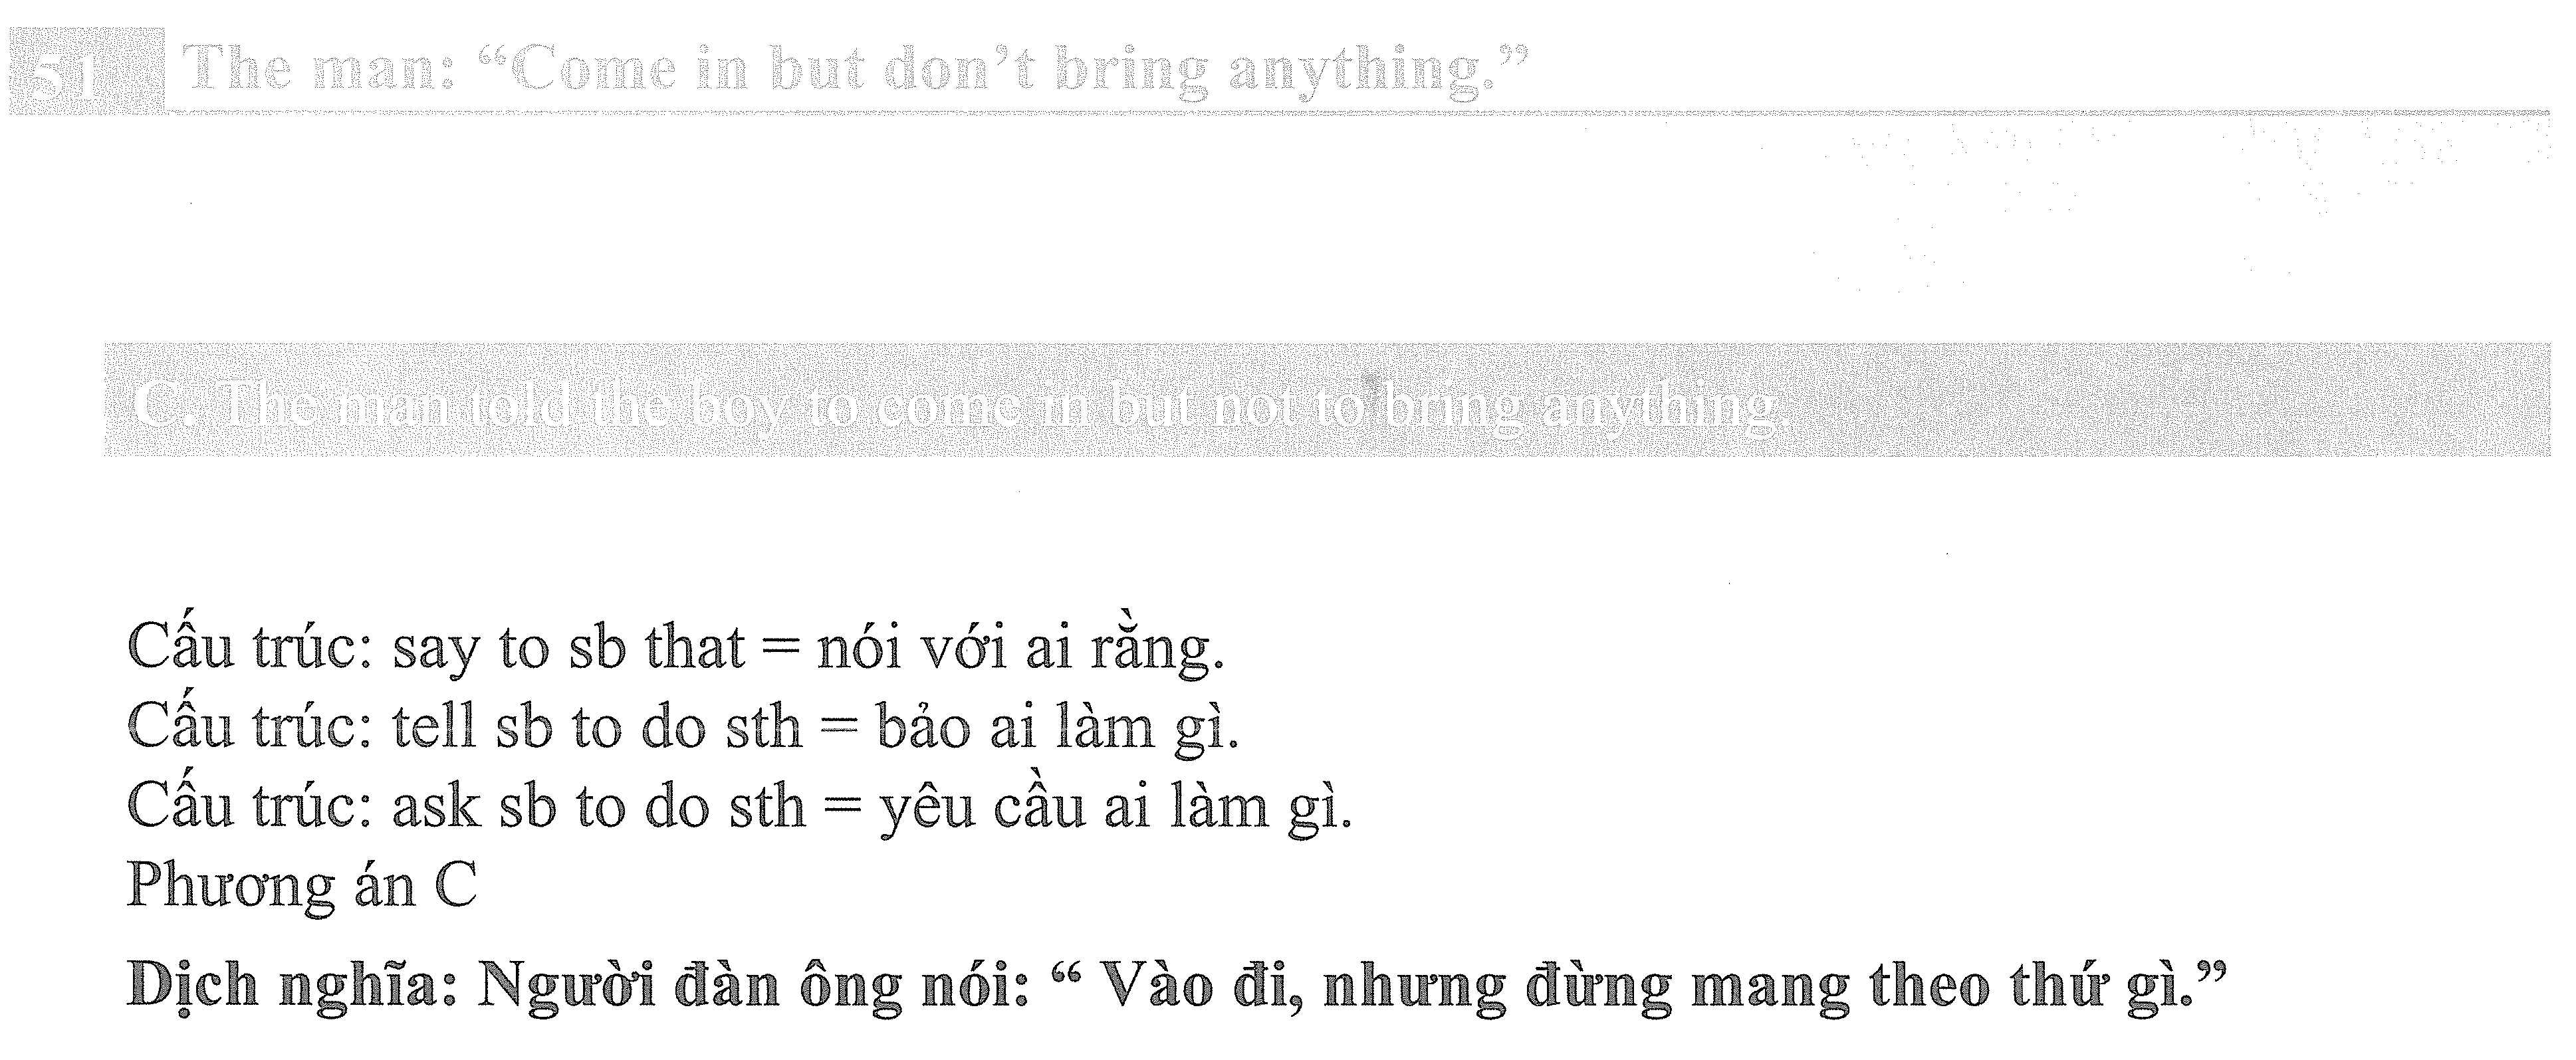 51 The man: “Come in but don’t bring anything.”
C. The man told the boy to come in but not to bring anything.
Cấu trúc: say to sb that = nói với ai rằng.
Cấu trúc: tell sb to do sth = bảo ai làm gì.
Cấu trúc: ask sb to do sth = yêu cầu ai làm gì.
Phương án C
Dịch nghĩa: Người đàn ông nói: “ Vào đi, nhưng đừng mang theo thứ gì.”